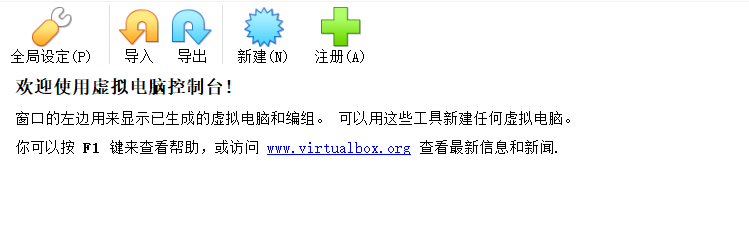 全局设定(P) 导入 导出 新建(N) 注册(A)
欢迎使用虚拟电脑控制台!
窗口的左边用来显示已生成的虚拟电脑和编组。 可以用这些工具新建任何虚拟电脑。
你可以按 F1 键来查看帮助，或访问 www.virtualbox.org 查看最新信息和新闻.